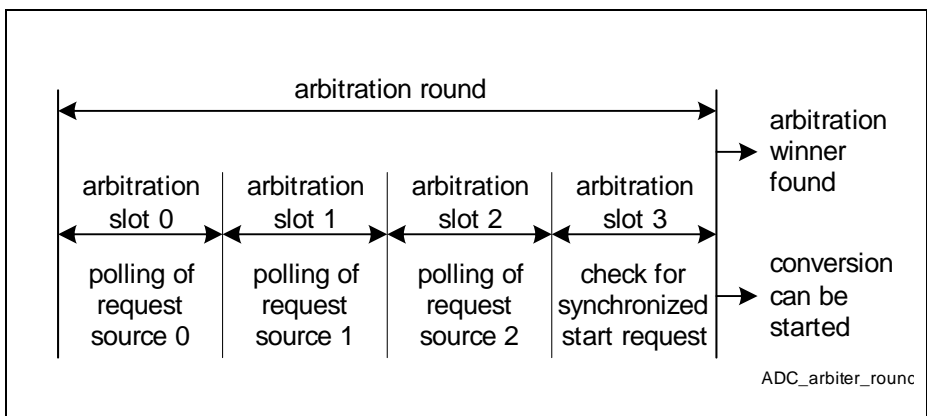 arbitration round
arbitration
winner
found
arbitration
slot 0
arbitration
slot 1
arbitration
slot 2
arbitration
slot 3
polling of
request
source 0
polling of
request
source 1
polling of
request
source 2
check for
synchronized
start request
conversion
can be
started
ADC_arbiter_round